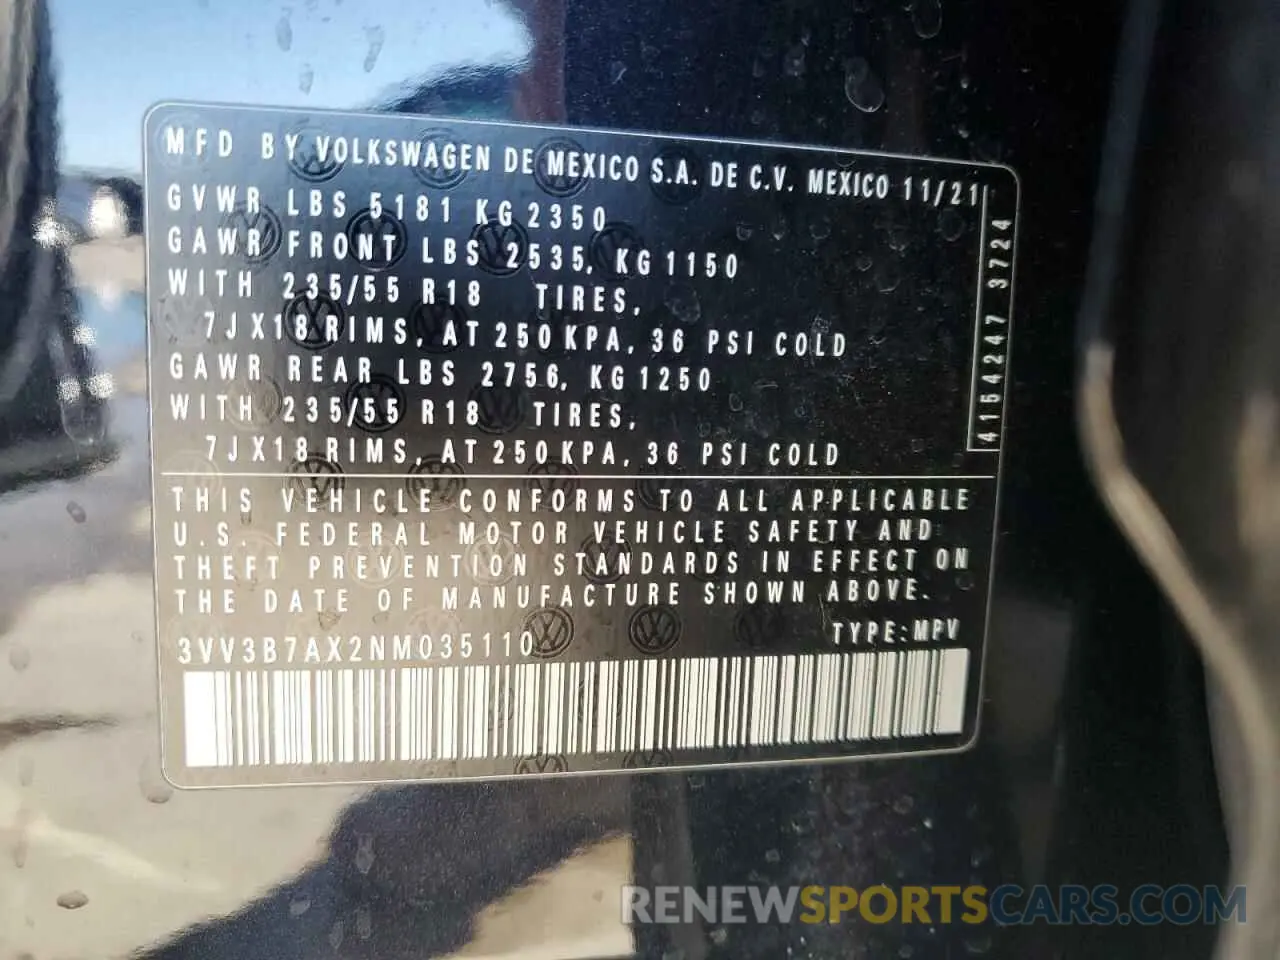 MFD BY VOLKSWAGEN DE MEXICO S.A. DE C.V. MEXICO 11/21
GVWR LBS 5181 KG 2350
GAWR FRONT LBS 2535, KG 1150
WITH 235/55 R18 TIRES,
7JX18 RIMS, AT 250 KPA, 36 PSI COLD
GAWR REAR LBS 2756, KG 1250
WITH 235/55 R18 TIRES,
7JX18 RIMS, AT 250 KPA, 36 PSI COLD
4154247 3724
THIS VEHICLE CONFORMS TO ALL APPLICABLE
U.S. FEDERAL MOTOR VEHICLE SAFETY AND
THEFT PREVENTION STANDARDS IN EFFECT ON
THE DATE OF MANUFACTURE SHOWN ABOVE.
3VV3B7AX2NM035110 TYPE:MPV
RENEWSPORTSCARS.COM